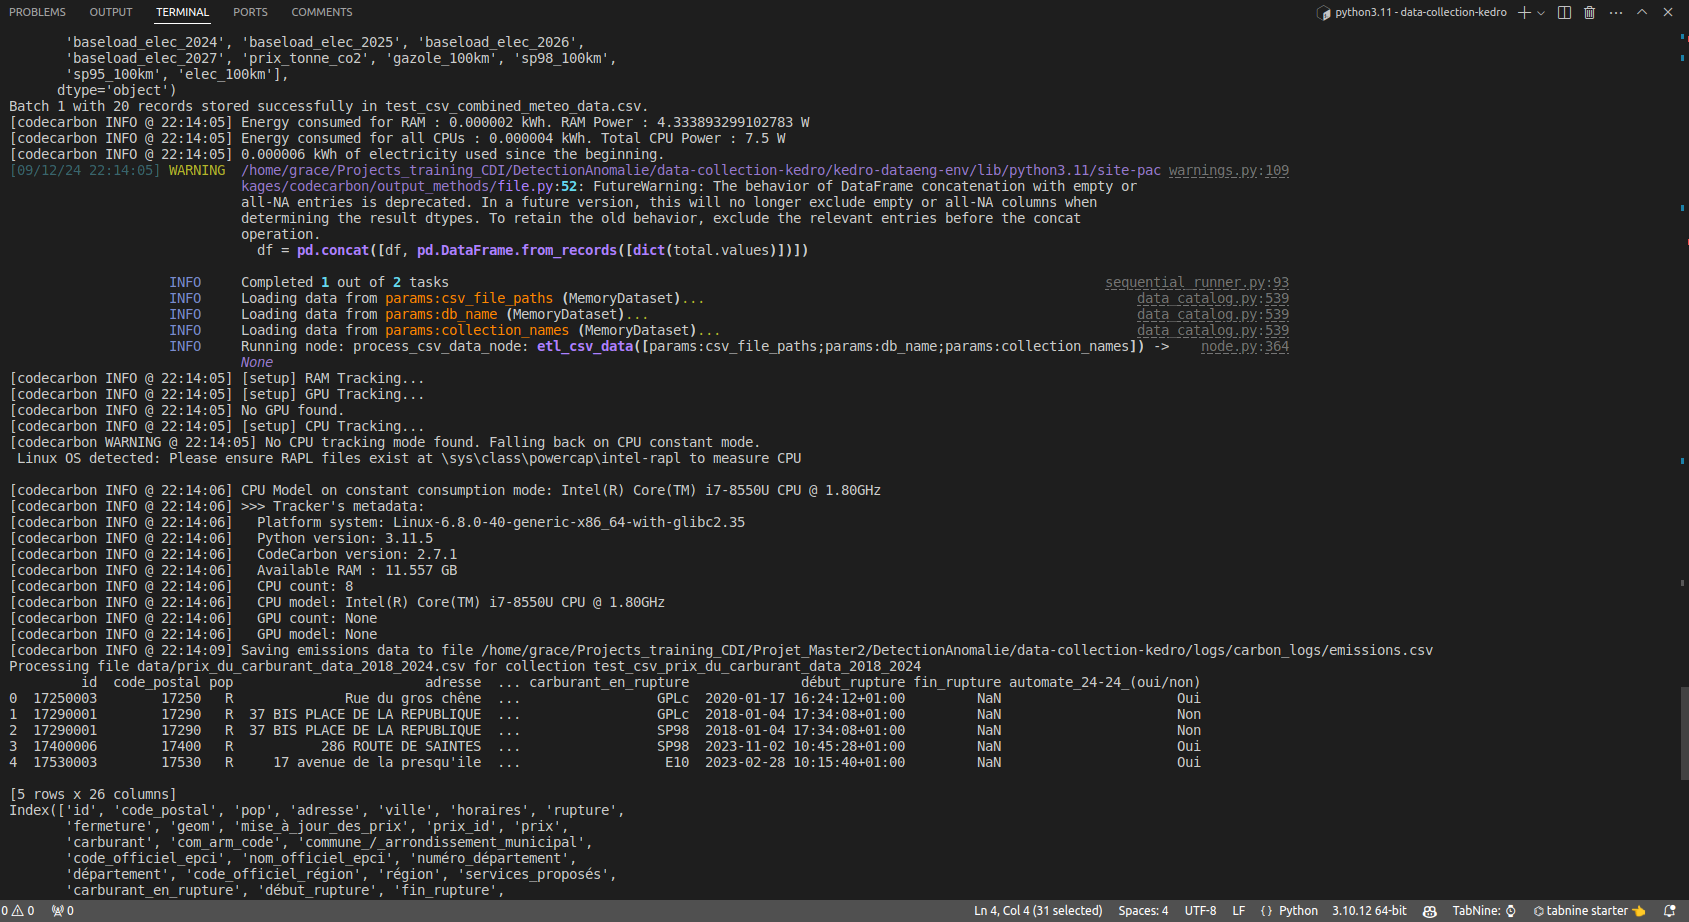 PROBLEMS OUTPUT TERMINAL PORTS COMMENTS python3.11 - data-collection-kedro
'baseload_elec_2024', 'baseload_elec_2025', 'baseload_elec_2026',
'baseload_elec_2027', 'prix_tonne_co2', 'gazole_100km', 'sp98_100km',
'sp95_100km', 'elec_100km'],
dtype='object')
Batch 1 with 20 records stored successfully in test_csv_combined_meteo_data.csv.
[codecarbon INFO @ 22:14:05] Energy consumed for RAM : 0.000002 kWh. RAM Power : 4.333893299102783 W
[codecarbon INFO @ 22:14:05] Energy consumed for all CPUs : 0.000004 kWh. Total CPU Power : 7.5 W
[codecarbon INFO @ 22:14:05] 0.000006 kWh of electricity used since the beginning.
[09/12/24 22:14:05] WARNING /home/grace/Projects_training_CDI/DetectionAnomalie/data-collection-kedro/kedro-dataeng-env/lib/python3.11/site-pac warnings.py:109
kages/codecarbon/output_methods/file.py:52: FutureWarning: The behavior of DataFrame concatenation with empty or
all-NA entries is deprecated. In a future version, this will no longer exclude empty or all-NA columns when
determining the result dtypes. To retain the old behavior, exclude the relevant entries before the concat
operation.
df = pd.concat([df, pd.DataFrame.from_records([dict(total.values)])])
INFO Completed 1 out of 2 tasks sequential_runner.py:93
INFO Loading data from params:csv_file_paths (MemoryDataset)... data_catalog.py:539
INFO Loading data from params:db_name (MemoryDataset)... data_catalog.py:539
INFO Loading data from params:collection_names (MemoryDataset)... data_catalog.py:539
INFO Running node: process_csv_data_node: etl_csv_data([params:csv_file_paths;params:db_name;params:collection_names]) -> node.py:364
None
[codecarbon INFO @ 22:14:05] [setup] RAM Tracking...
[codecarbon INFO @ 22:14:05] [setup] GPU Tracking...
[codecarbon INFO @ 22:14:05] No GPU found.
[codecarbon INFO @ 22:14:05] [setup] CPU Tracking...
[codecarbon WARNING @ 22:14:05] No CPU tracking mode found. Falling back on CPU constant mode.
Linux OS detected: Please ensure RAPL files exist at \sys\class\powercap\intel-rapl to measure CPU
[codecarbon INFO @ 22:14:06] CPU Model on constant consumption mode: Intel(R) Core(TM) i7-8550U CPU @ 1.80GHz
[codecarbon INFO @ 22:14:06] >>> Tracker's metadata:
[codecarbon INFO @ 22:14:06] Platform system: Linux-6.8.0-40-generic-x86_64-with-glibc2.35
[codecarbon INFO @ 22:14:06] Python version: 3.11.5
[codecarbon INFO @ 22:14:06] CodeCarbon version: 2.7.1
[codecarbon INFO @ 22:14:06] Available RAM : 11.557 GB
[codecarbon INFO @ 22:14:06] CPU count: 8
[codecarbon INFO @ 22:14:06] CPU model: Intel(R) Core(TM) i7-8550U CPU @ 1.80GHz
[codecarbon INFO @ 22:14:06] GPU count: None
[codecarbon INFO @ 22:14:06] GPU model: None
[codecarbon INFO @ 22:14:09] Saving emissions data to file /home/grace/Projects_training_CDI/Projet_Master2/DetectionAnomalie/data-collection-kedro/logs/carbon_logs/emissions.csv
Processing file data/prix_du_carburant_data_2018_2024.csv for collection test_csv_prix_du_carburant_data_2018_2024
id code_postal pop adresse ... carburant_en_rupture début_rupture fin_rupture automate_24-24_(oui/non)
0 17250003 17250 R Rue du gros chêne ... GPLc 2020-01-17 16:24:12+01:00 NaN Oui
1 17290001 17290 R 37 BIS PLACE DE LA REPUBLIQUE ... GPLc 2018-01-04 17:34:08+01:00 NaN Non
2 17290001 17290 R 37 BIS PLACE DE LA REPUBLIQUE ... SP98 2018-01-04 17:34:08+01:00 NaN Non
3 17400006 17400 R 286 ROUTE DE SAINTES ... SP98 2023-11-02 10:45:28+01:00 NaN Oui
4 17530003 17530 R 17 avenue de la presqu'ile ... E10 2023-02-28 10:15:40+01:00 NaN Oui
[5 rows x 26 columns]
Index(['id', 'code_postal', 'pop', 'adresse', 'ville', 'horaires', 'rupture',
'fermeture', 'geom', 'mise_à_jour_des_prix', 'prix_id', 'prix',
'carburant', 'com_arm_code', 'commune_/_arrondissement_municipal',
'code_officiel_epci', 'nom_officiel_epci', 'numéro_département',
'département', 'code_officiel_région', 'région', 'services_proposés',
'carburant_en_rupture', 'début_rupture', 'fin_rupture',
0 0 0 Ln 4, Col 4 (31 selected) Spaces: 4 UTF-8 LF {} Python 3.10.12 64-bit TabNine: tabnine starter